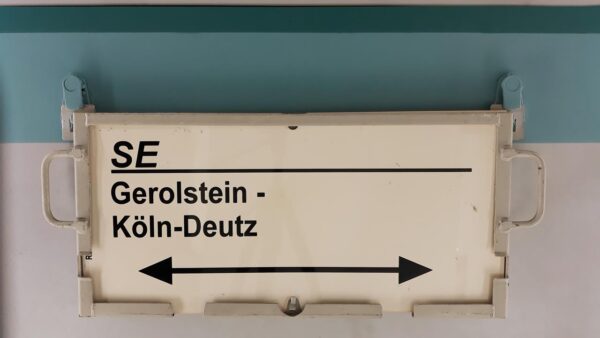 SE
Gerolstein -
Köln-Deutz